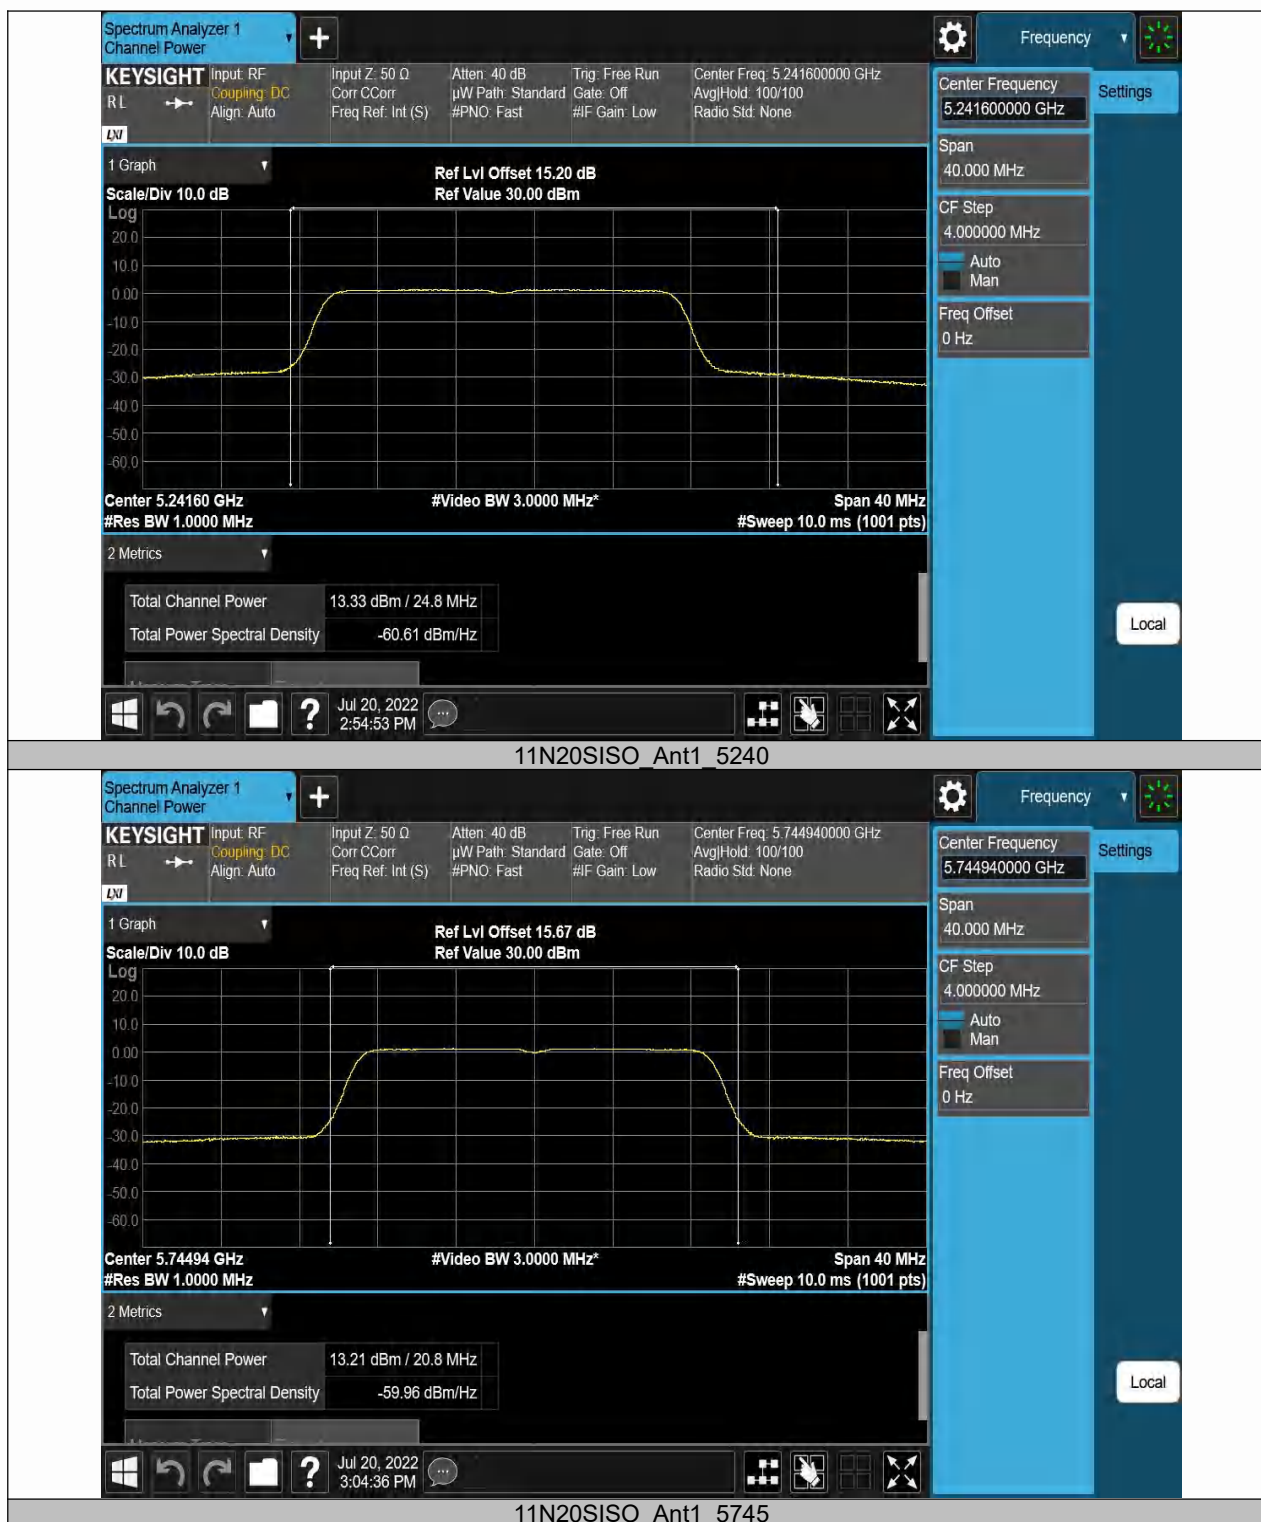 Spectrum Analyzer 1
Channel Power
Frequency
KEYSIGHT
RL
LXI
Input: RF
Coupling: DC
Align: Auto
Input Z: 50 Ω
Corr CCorr
Freq Ref: Int (S)
Atten: 40 dB
µW Path: Standard
#PNO: Fast
Trig: Free Run
Gate: Off
#IF Gain: Low
Center Freq: 5.241600000 GHz
Avg|Hold: 100/100
Radio Std: None
Center Frequency
5.241600000 GHz
Settings
Span
40.000 MHz
CF Step
4.000000 MHz
Auto
Man
Freq Offset
0 Hz
Local
1 Graph
Scale/Div 10.0 dB
Ref Lvl Offset 15.20 dB
Ref Value 30.00 dBm
Log
20.0
10.0
0.00
-10.0
-20.0
-30.0
-40.0
-50.0
-60.0
Center 5.24160 GHz
#Video BW 3.0000 MHz*
Span 40 MHz
#Res BW 1.0000 MHz
#Sweep 10.0 ms (1001 pts)
2 Metrics
Total Channel Power 13.33 dBm / 24.8 MHz
Total Power Spectral Density -60.61 dBm/Hz
Jul 20, 2022
2:54:53 PM
11N20SISO_Ant1_5240
Spectrum Analyzer 1
Channel Power
Frequency
KEYSIGHT
RL
LXI
Input: RF
Coupling: DC
Align: Auto
Input Z: 50 Ω
Corr CCorr
Freq Ref: Int (S)
Atten: 40 dB
µW Path: Standard
#PNO: Fast
Trig: Free Run
Gate: Off
#IF Gain: Low
Center Freq: 5.744940000 GHz
Avg|Hold: 100/100
Radio Std: None
Center Frequency
5.744940000 GHz
Settings
Span
40.000 MHz
CF Step
4.000000 MHz
Auto
Man
Freq Offset
0 Hz
Local
1 Graph
Scale/Div 10.0 dB
Ref Lvl Offset 15.67 dB
Ref Value 30.00 dBm
Log
20.0
10.0
0.00
-10.0
-20.0
-30.0
-40.0
-50.0
-60.0
Center 5.74494 GHz
#Video BW 3.0000 MHz*
Span 40 MHz
#Res BW 1.0000 MHz
#Sweep 10.0 ms (1001 pts)
2 Metrics
Total Channel Power 13.21 dBm / 20.8 MHz
Total Power Spectral Density -59.96 dBm/Hz
Jul 20, 2022
3:04:36 PM
11N20SISO_Ant1_5745